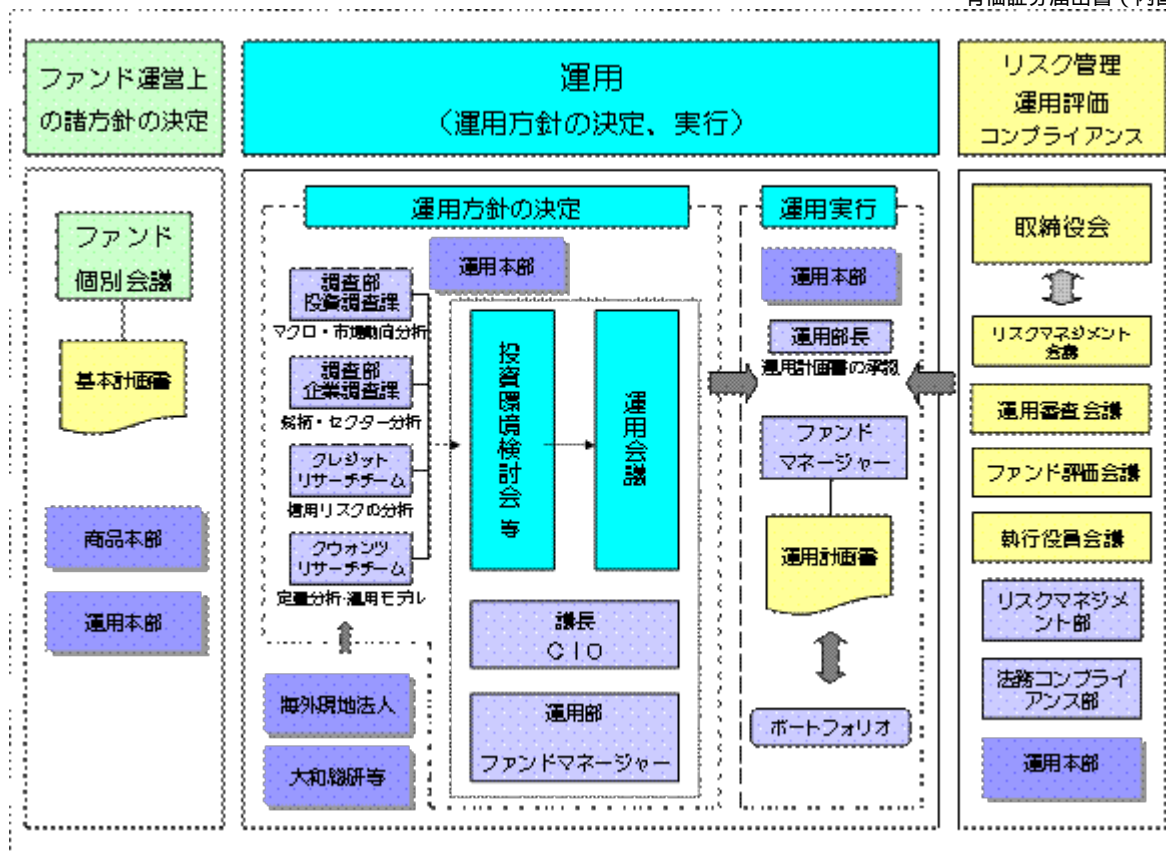 ファンド運営上
の諸方針の決定
運用
（運用方針の決定、実行）
リスク管理
運用評価
コンプライアンス
ファンド
個別会議
基本計画書
商品本部
運用本部
運用方針の決定
運用本部
調査部
投資調査課
マクロ・市場動向分析
調査部
企業調査課
銘柄・セクター分析
クレジット
リサーチチーム
信用リスクの分析
クウォンツ
リサーチチーム
定量分析・運用モデル
海外現地法人
大和総研等
投資環境検討会 等
運用会議
議長
ＣＩＯ
運用部
ファンドマネージャー
運用実行
運用本部
運用部長
運用計画書の承認
ファンド
マネージャー
運用計画書
ポートフォリオ
取締役会
リスクマネジメント
会議
運用審査会議
ファンド評価会議
執行役員会議
リスクマネジメ
ント部
法務コンプライ
アンス部
運用本部